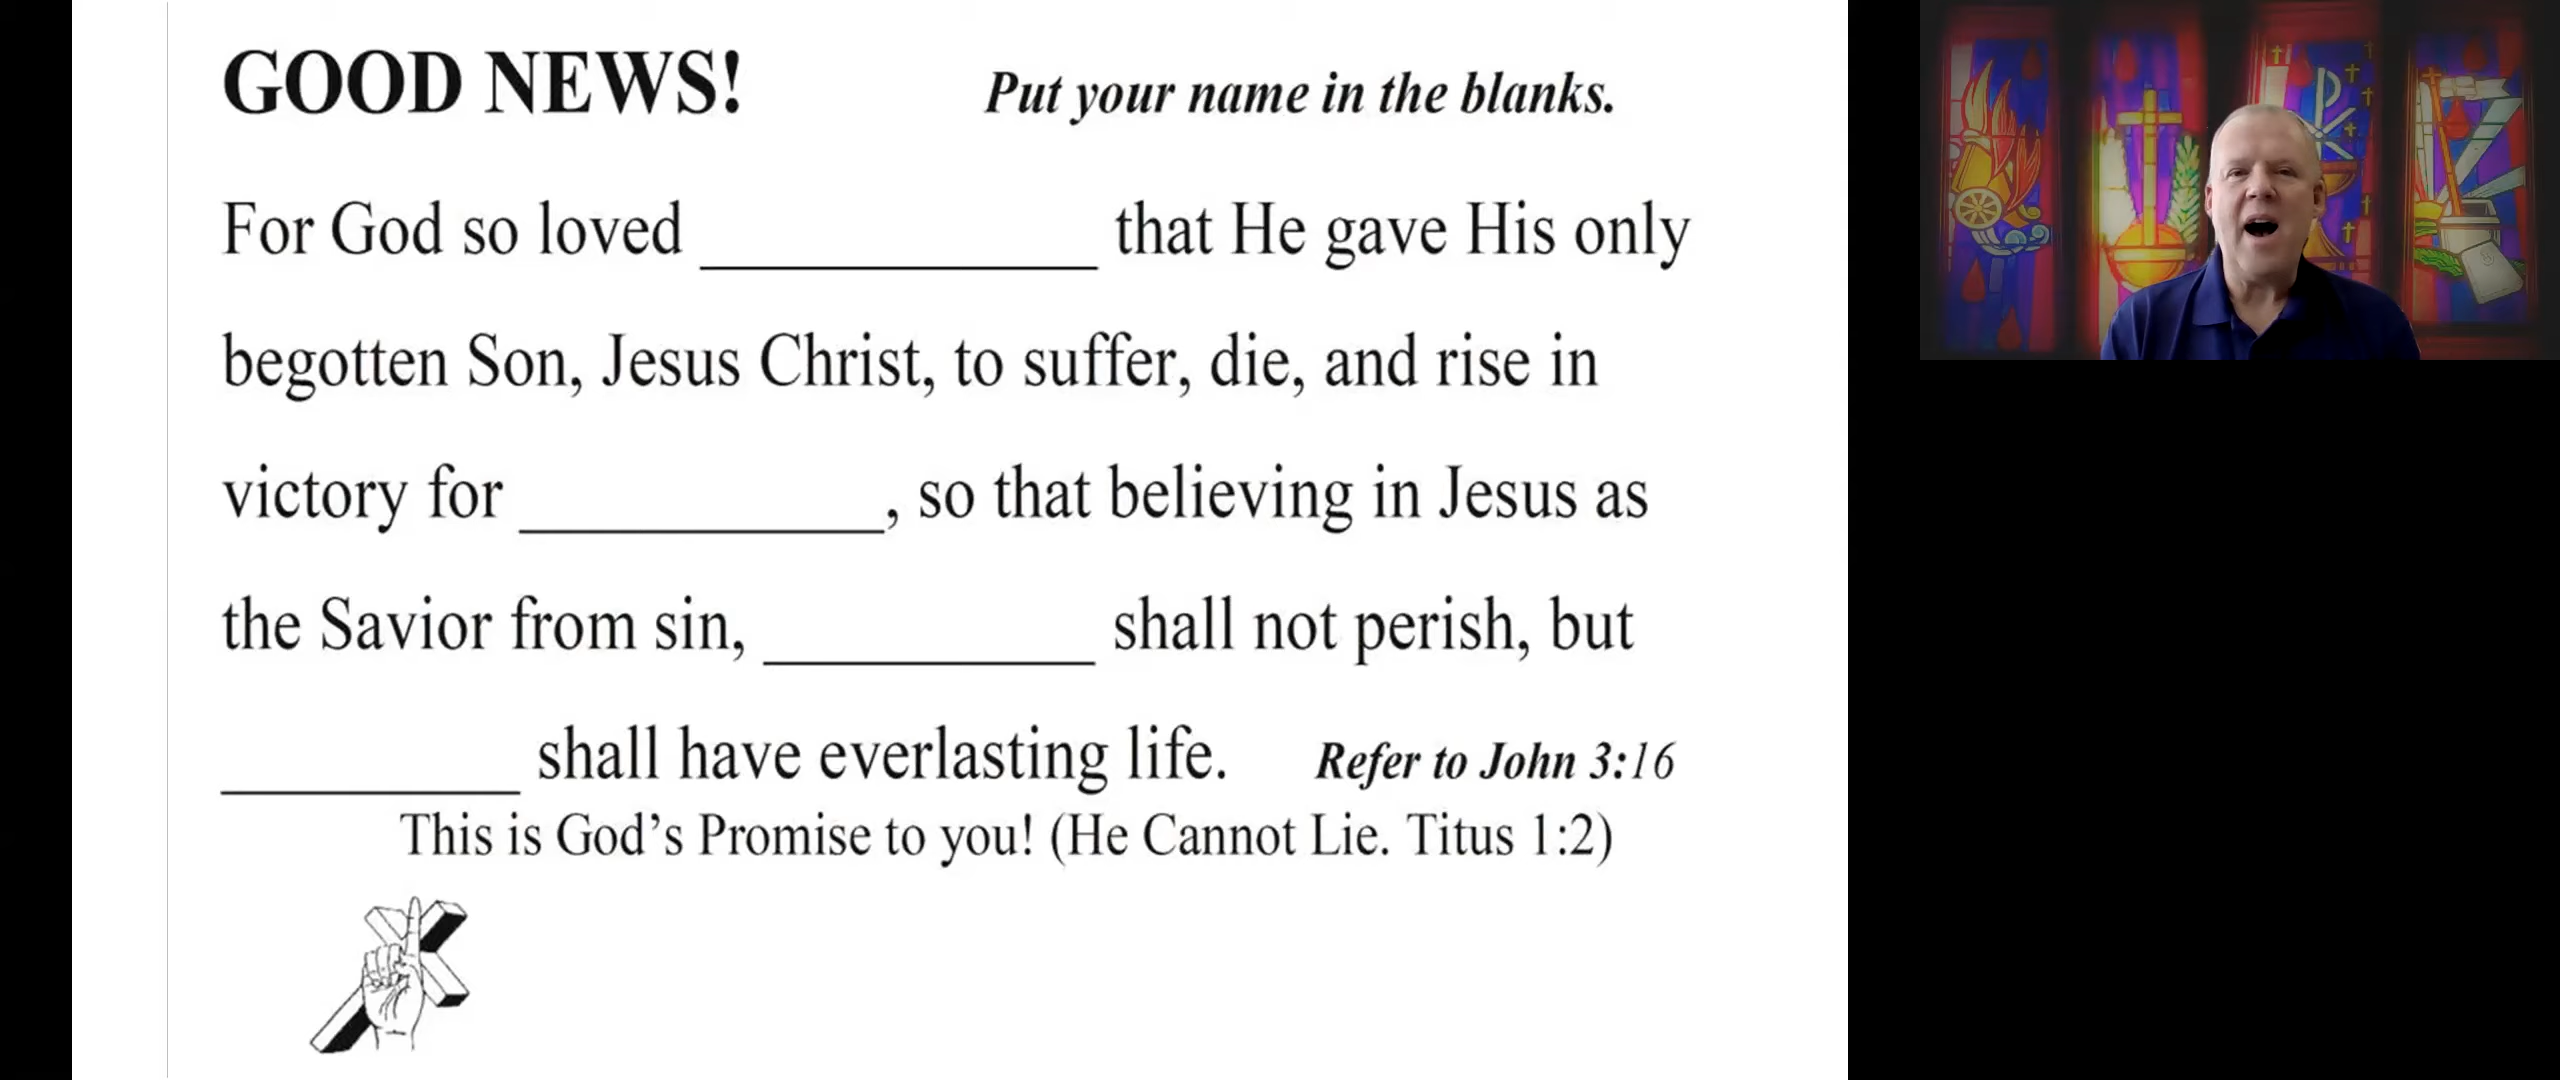 GOOD NEWS! Put your name in the blanks.
For God so loved ____________ that He gave His only
begotten Son, Jesus Christ, to suffer, die, and rise in
victory for ___________, so that believing in Jesus as
the Savior from sin, __________ shall not perish, but
_________ shall have everlasting life. Refer to John 3:16
This is God’s Promise to you! (He Cannot Lie. Titus 1:2)